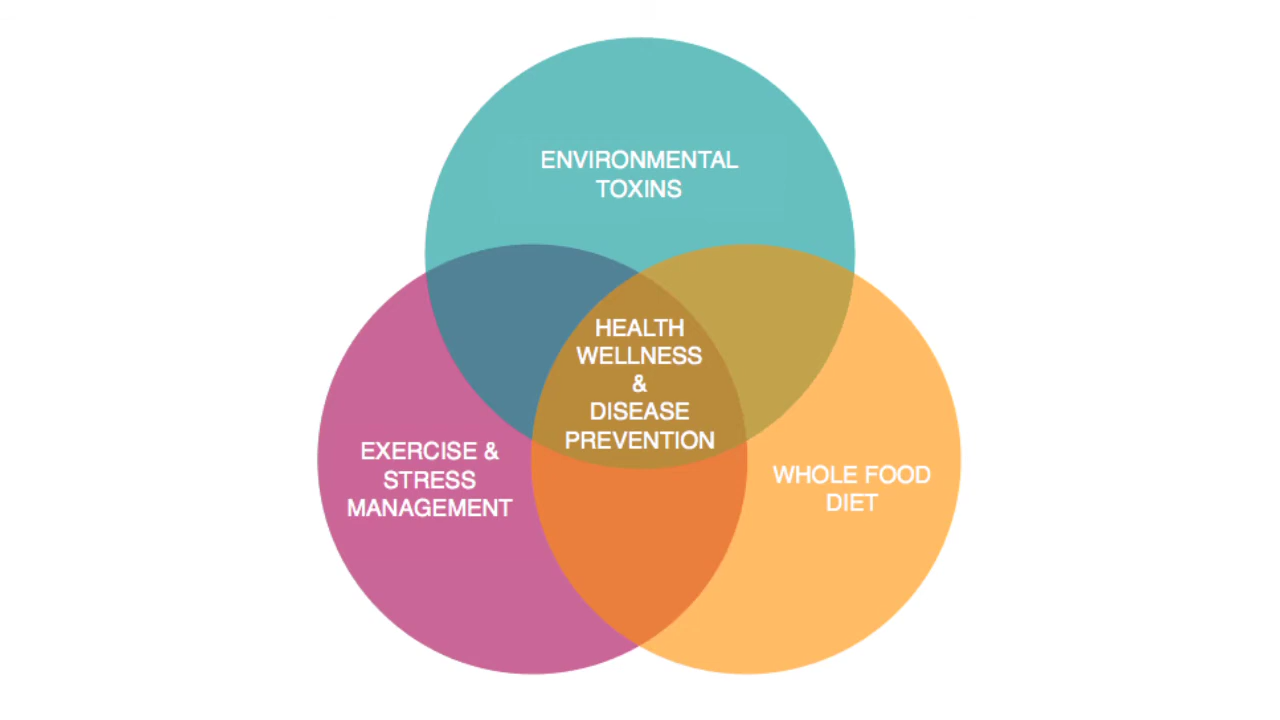 ENVIRONMENTAL
TOXINS
HEALTH
WELLNESS
&
DISEASE
PREVENTION
EXERCISE &
STRESS
MANAGEMENT
WHOLE FOOD
DIET